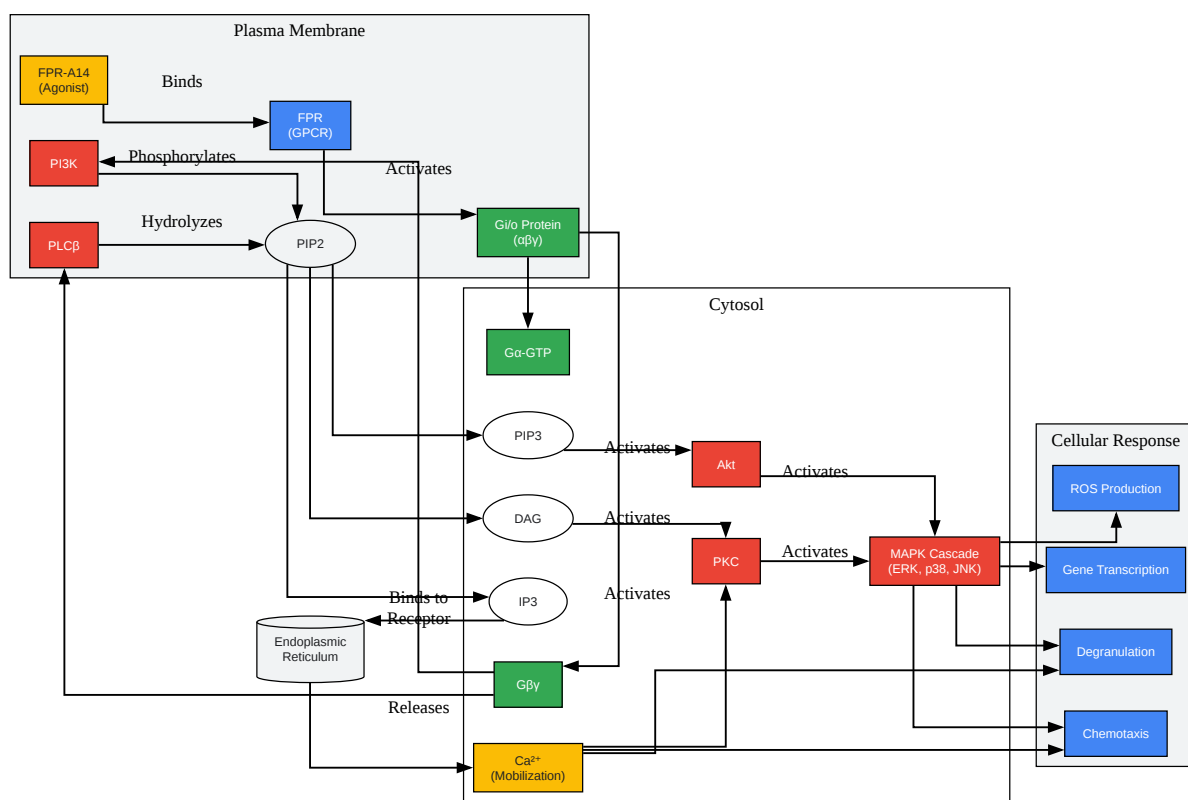 Plasma Membrane
FPR-A14
(Agonist)
Binds
FPR
(GPCR)
PI3K
Phosphorylates
Activates
PLCβ
Hydrolyzes
PIP2
Gi/o Protein
(αβγ)
Cytosol
Gα-GTP
PIP3
Activates
Akt
Activates
DAG
Activates
PKC
Activates
MAPK Cascade
(ERK, p38, JNK)
Binds to
Receptor
IP3
Activates
Endoplasmic
Reticulum
Gβγ
Releases
Ca²⁺
(Mobilization)
Cellular Response
ROS Production
Gene Transcription
Degranulation
Chemotaxis